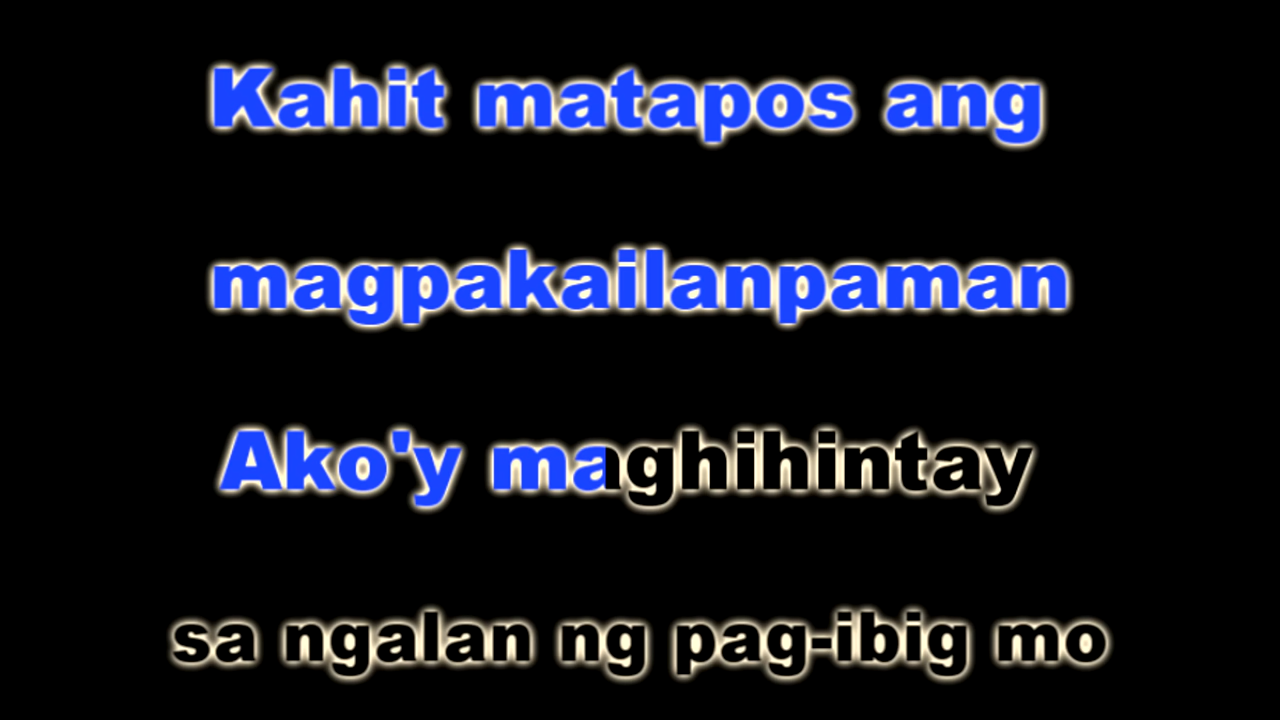 Kahit matapos ang
magpakailanpaman
Ako'y maghihintay
sa ngalan ng pag-ibig mo